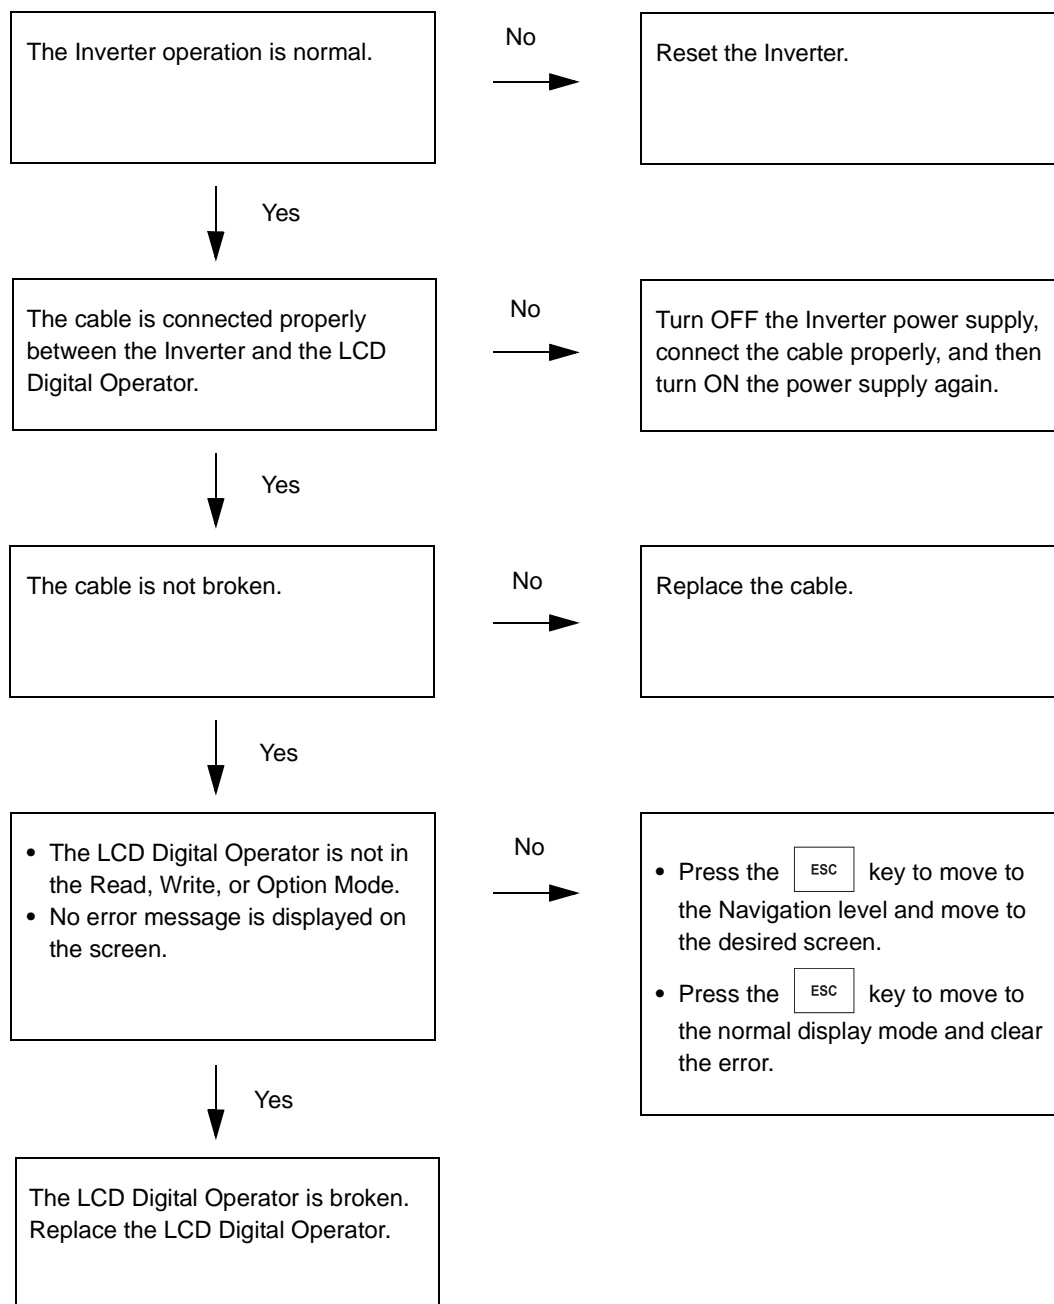 The Inverter operation is normal.
No
Reset the Inverter.
Yes
The cable is connected properly
between the Inverter and the LCD
Digital Operator.
No
Turn OFF the Inverter power supply,
connect the cable properly, and then
turn ON the power supply again.
Yes
The cable is not broken.
No
Replace the cable.
Yes
• The LCD Digital Operator is not in
the Read, Write, or Option Mode.
• No error message is displayed on
the screen.
No
• Press the ESC key to move to
the Navigation level and move to
the desired screen.
• Press the ESC key to move to
the normal display mode and clear
the error.
Yes
The LCD Digital Operator is broken.
Replace the LCD Digital Operator.